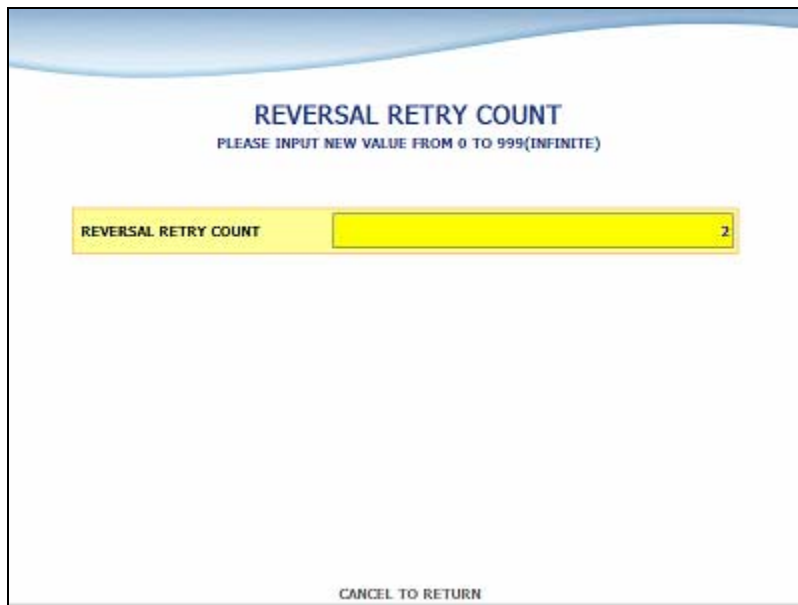 REVERSAL RETRY COUNT
PLEASE INPUT NEW VALUE FROM 0 TO 999(INFINITE)
REVERSAL RETRY COUNT 2
CANCEL TO RETURN